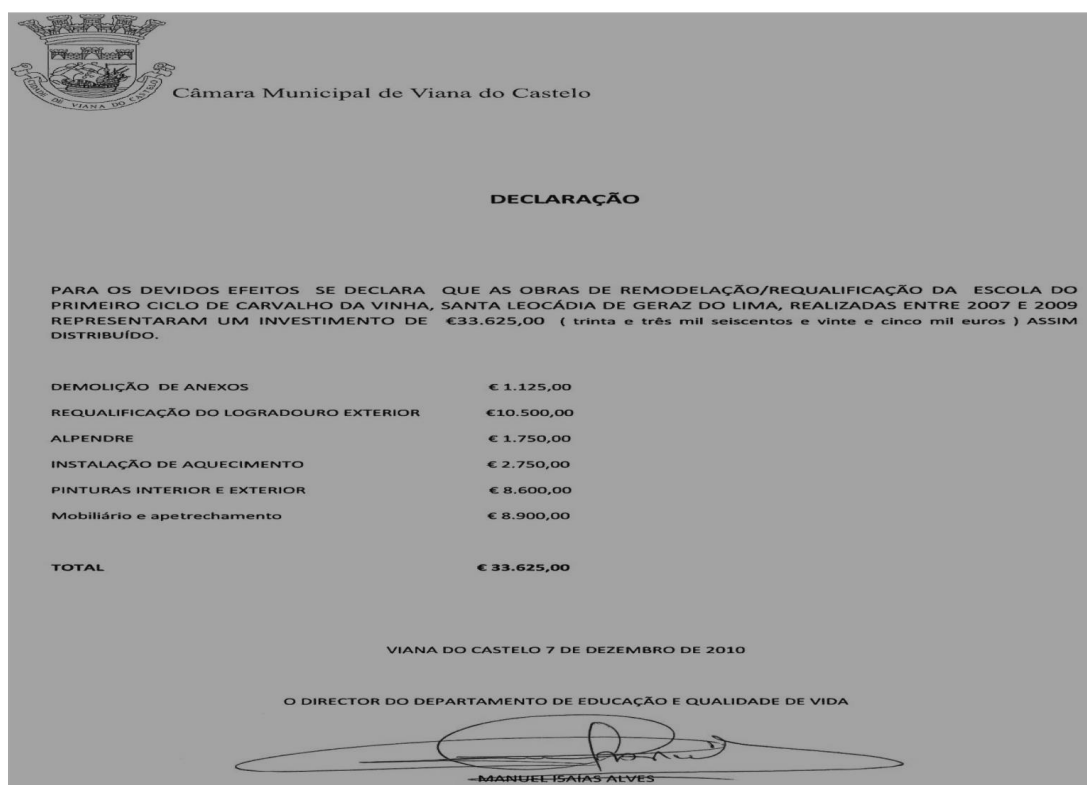 CIDADE DE VIANA DO CASTELO
Câmara Municipal de Viana do Castelo
DECLARAÇÃO
PARA OS DEVIDOS EFEITOS SE DECLARA QUE AS OBRAS DE REMODELAÇÃO/REQUALIFICAÇÃO DA ESCOLA DO
PRIMEIRO CICLO DE CARVALHO DA VINHA, SANTA LEOCÁDIA DE GERAZ DO LIMA, REALIZADAS ENTRE 2007 E 2009
REPRESENTARAM UM INVESTIMENTO DE €33.625,00 ( trinta e três mil seiscentos e vinte e cinco mil euros ) ASSIM
DISTRIBUÍDO.
DEMOLIÇÃO DE ANEXOS € 1.125,00
REQUALIFICAÇÃO DO LOGRADOURO EXTERIOR €10.500,00
ALPENDRE € 1.750,00
INSTALAÇÃO DE AQUECIMENTO € 2.750,00
PINTURAS INTERIOR E EXTERIOR € 8.600,00
Mobiliário e apetrechamento € 8.900,00
TOTAL € 33.625,00
VIANA DO CASTELO 7 DE DEZEMBRO DE 2010
O DIRECTOR DO DEPARTAMENTO DE EDUCAÇÃO E QUALIDADE DE VIDA
MANUEL ISAÍAS ALVES